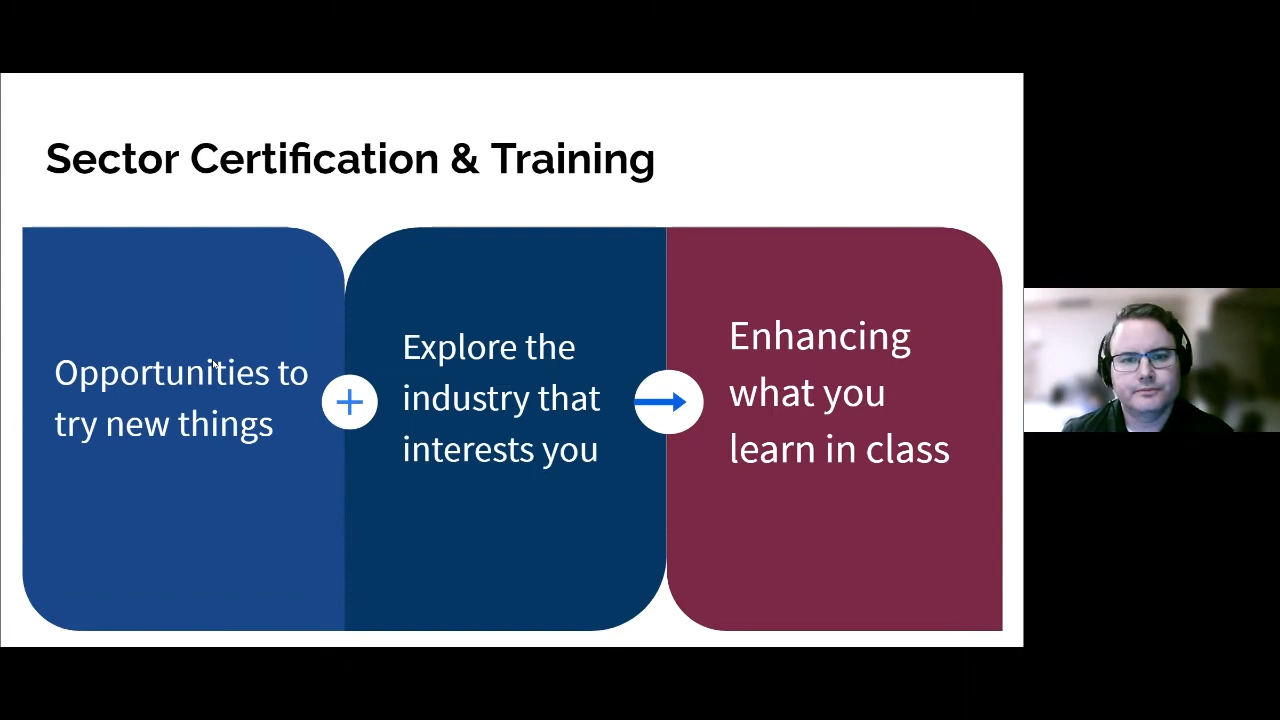 Sector Certification & Training
Opportunities to
try new things
Explore the
industry that
interests you
Enhancing
what you
learn in class